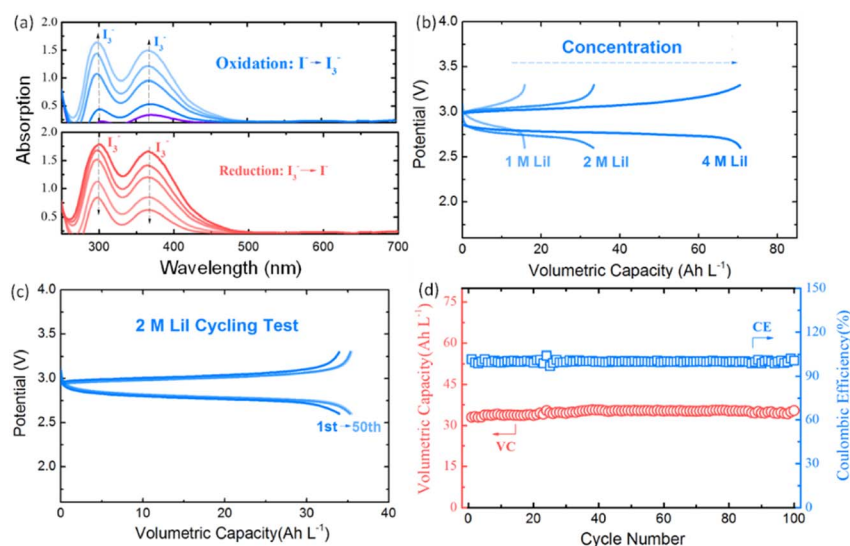 (a)
2.0
1.5
1.0
0.5
I₃⁻
I₃⁻
Oxidation: I⁻→ I₃⁻
2.0
1.5
1.0
0.5
I₃⁻
I₃⁻
Reduction: I₃⁻→ I⁻
300 400 500 600 700
Absorption
Wavelength (nm)
(b)
4.0
3.5
3.0
2.5
2.0
Concentration
1 M LiI 2 M LiI 4 M LiI
0 20 40 60 80
Potential (V)
Volumetric Capacity (Ah L⁻¹)
(c)
4.0
3.5
3.0
2.5
2.0
2 M LiI Cycling Test
1st→50th
0 10 20 30 40
Potential (V)
Volumetric Capacity(Ah L⁻¹)
(d)
75
60
45
30
15
0
150
100
50
0
CE
VC
0 20 40 60 80 100
Volumetric Capacity(Ah L⁻¹)
Coulombic Efficiency(%)
Cycle Number